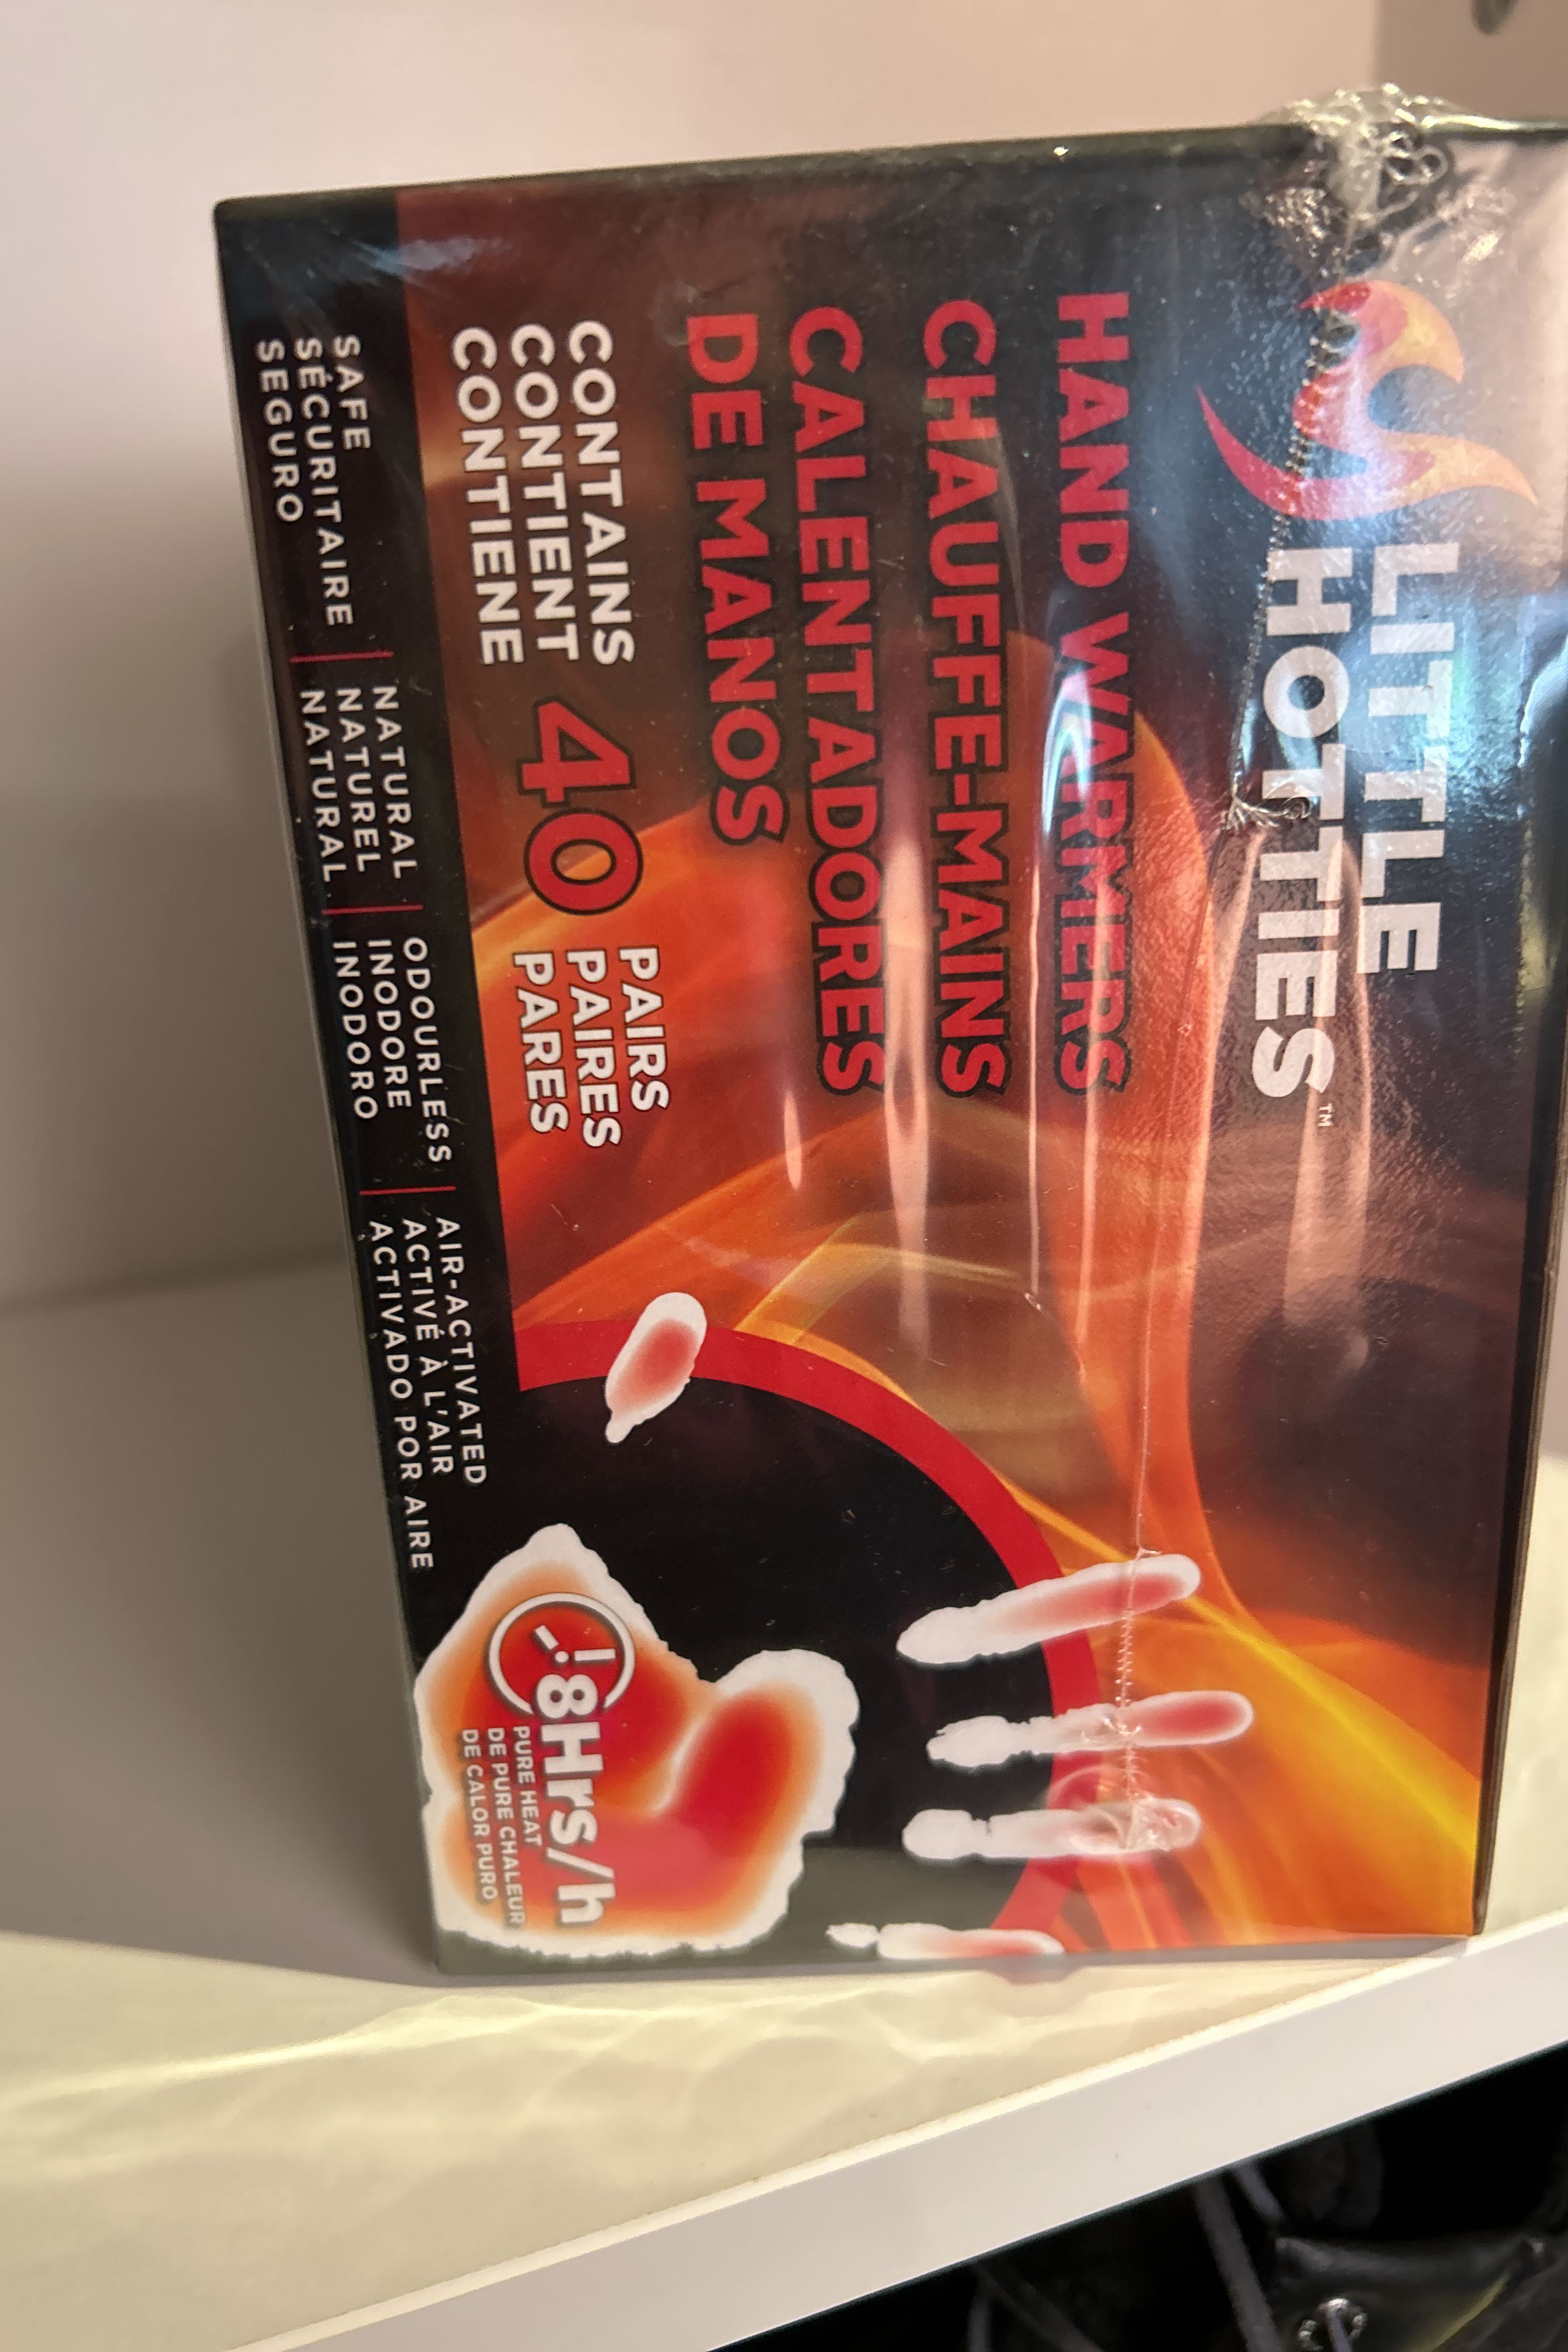 LITTLE
HOTTIES™
HAND WARMERS
CHAUFFE-MAINS
CALENTADORES
DE MANOS
CONTAINS
CONTIENT
CONTIENE
40
PAIRS
PAIRES
PARES
SAFE
SÉCURITAIRE
SEGURO
NATURAL
NATUREL
NATURAL
ODOURLESS
INODORE
INODORO
AIR-ACTIVATED
ACTIVÉ À L'AIR
ACTIVADO POR AIRE
8Hrs/h
PURE HEAT
DE PURE CHALEUR
DE CALOR PURO